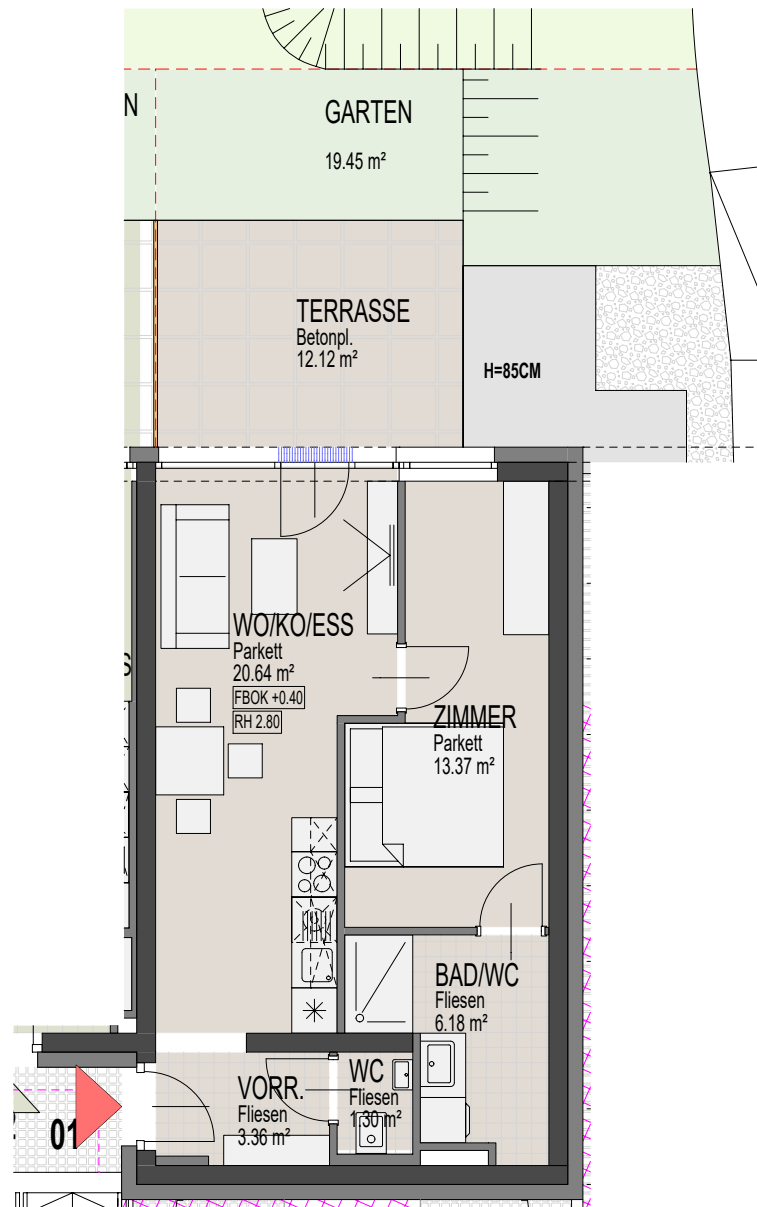 N
GARTEN
19.45 m²
TERRASSE
Betonpl.
12.12 m²
H=85CM
WO/KO/ESS
Parkett
20.64 m²
FBOK +0.40
RH 2.80
S
ZIMMER
Parkett
13.37 m²
BAD/WC
Fliesen
6.18 m²
VORR.
Fliesen
3.36 m²
WC
Fliesen
1.30 m²
01